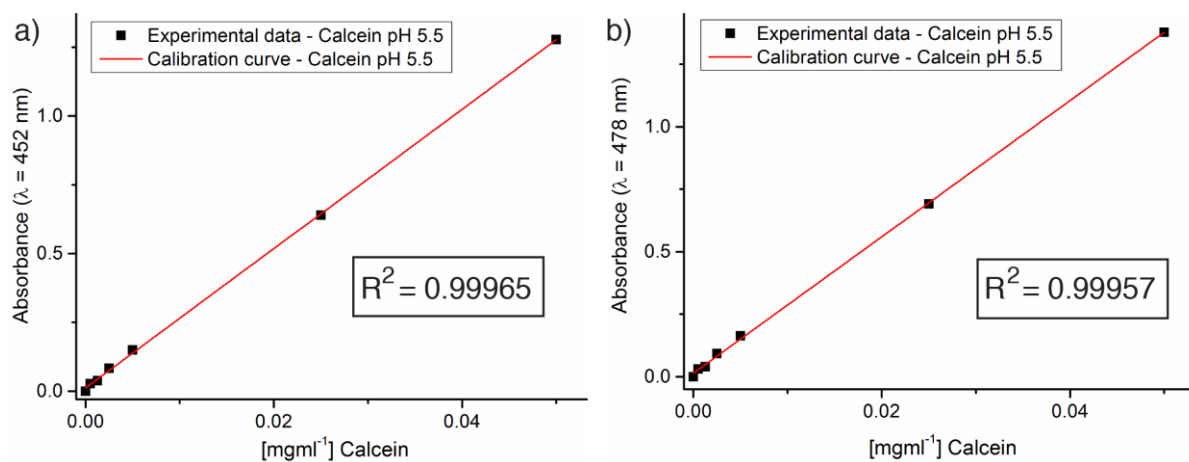 a)
Experimental data - Calcein pH 5.5
Calibration curve - Calcein pH 5.5
Absorbance (λ = 452 nm)
1.0
0.5
0.0
R² = 0.99965
0.00
0.02
0.04
[mgml⁻¹] Calcein
b)
Experimental data - Calcein pH 5.5
Calibration curve - Calcein pH 5.5
Absorbance (λ = 478 nm)
1.0
0.5
0.0
R² = 0.99957
0.00
0.02
0.04
[mgml⁻¹] Calcein